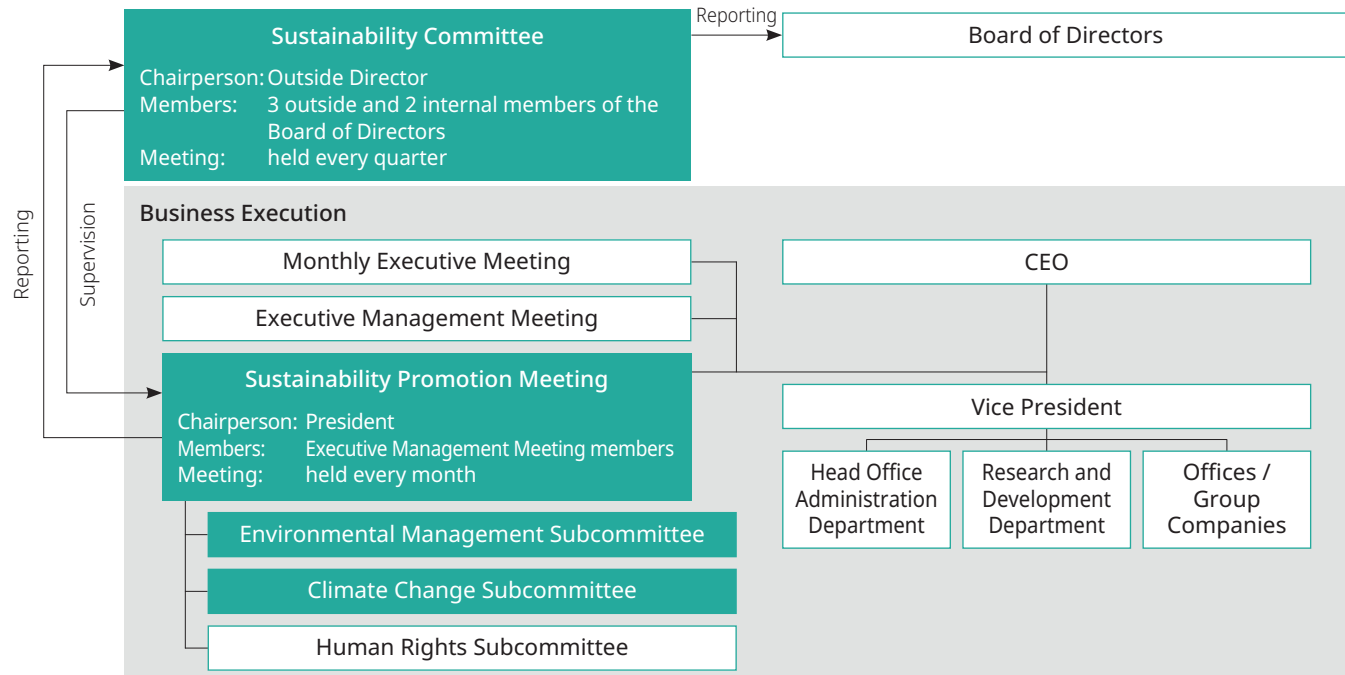 Reporting
Sustainability Committee
Chairperson: Outside Director
Members: 3 outside and 2 internal members of the
Board of Directors
Meeting: held every quarter
Board of Directors
Reporting
Supervision
Business Execution
Monthly Executive Meeting
Executive Management Meeting
Sustainability Promotion Meeting
Chairperson: President
Members: Executive Management Meeting members
Meeting: held every month
Environmental Management Subcommittee
Climate Change Subcommittee
Human Rights Subcommittee
CEO
Vice President
Head Office
Administration
Department
Research and
Development
Department
Offices /
Group
Companies